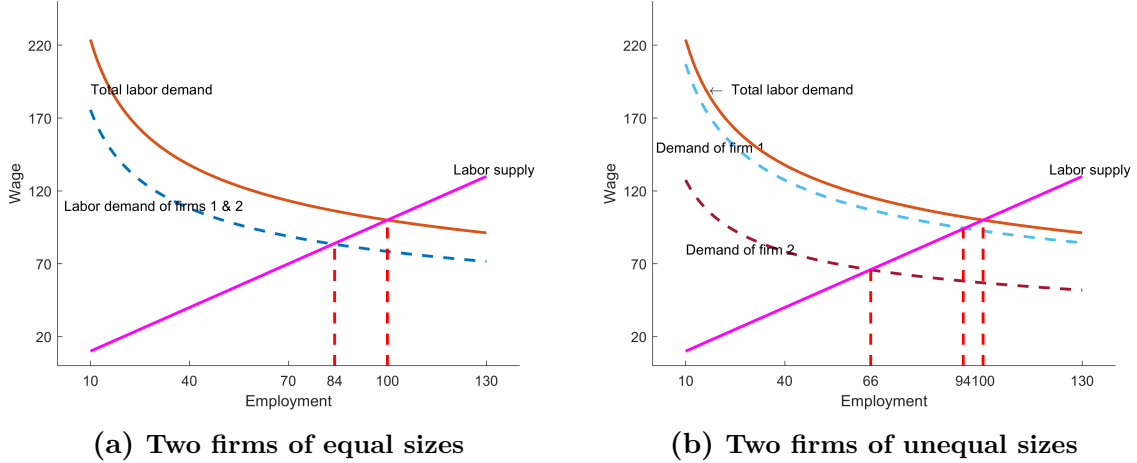 220
170
120
70
20
Wage
Total labor demand
Labor demand of firms 1 & 2
Labor supply
10 40 70 84 100 130
Employment
(a) Two firms of equal sizes
220
170
120
70
20
Wage
← Total labor demand
Demand of firm 1
Labor supply
Demand of firm 2
10 40 66 94 100 130
Employment
(b) Two firms of unequal sizes